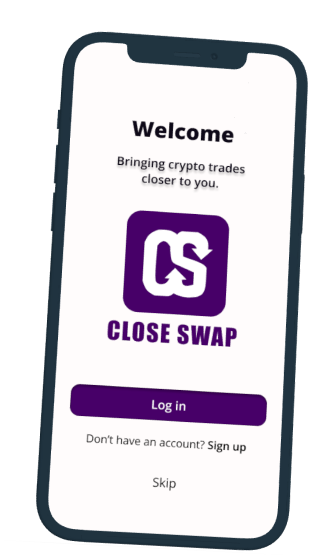 Welcome
Bringing crypto trades
closer to you.
CS
CLOSE SWAP
Log in
Don't have an account? Sign up
Skip